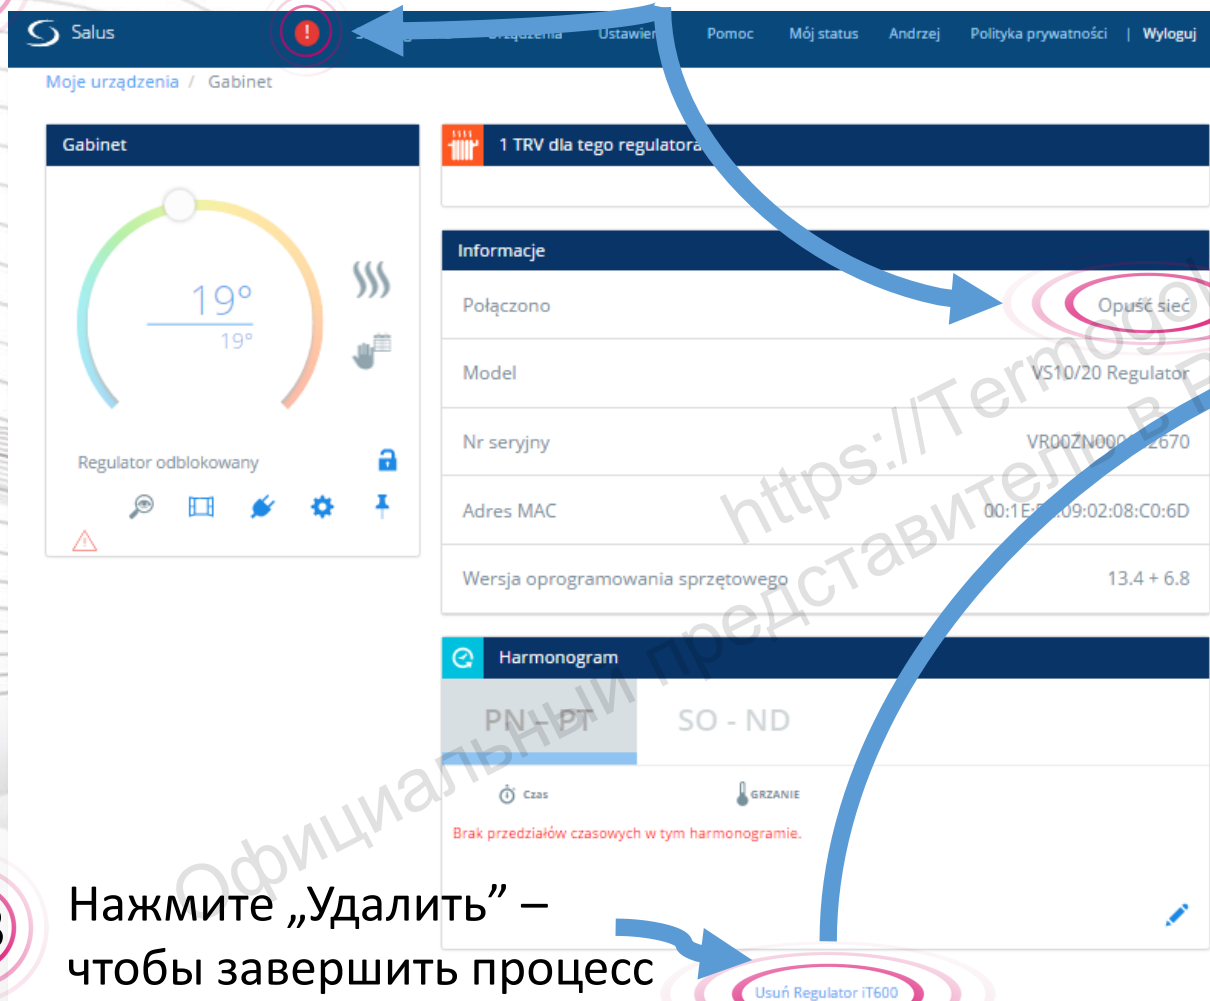 Salus
Ustawien
Pomoc
Mój status
Andrzej
Polityka prywatności | Wyloguj
Moje urządzenia / Gabinet
Gabinet
19°
19°
Regulator odblokowany
1 TRV dla tego regulatora
Informacje
Połączono Opuść sieć
Model VS10/20 Regulator
Nr seryjny
Adres MAC
Wersja oprogramowania sprzętowego 13.4 + 6.8
Harmonogram
PN – PT SO - ND
Czas GRZANIE
Brak przedziałów czasowych w tym harmonogramie.
Нажмите „Удалить” –
чтобы завершить процесс
Usuń Regulator iT600
Официальный представитель в